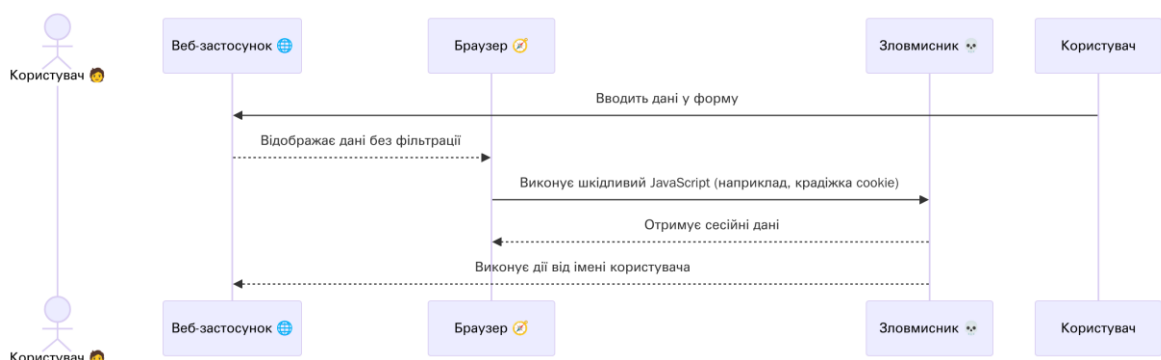 Веб-застосунок 🌐
Браузер 🧭
Зловмисник ☠️
Користувач
Користувач 🧑
Вводить дані у форму
Відображає дані без фільтрації
Виконує шкідливий JavaScript (наприклад, крадіжка cookie)
Отримує сесійні дані
Виконує дії від імені користувача
Веб-застосунок 🌐
Браузер 🧭
Зловмисник ☠️
Користувач
Користувач 🧑